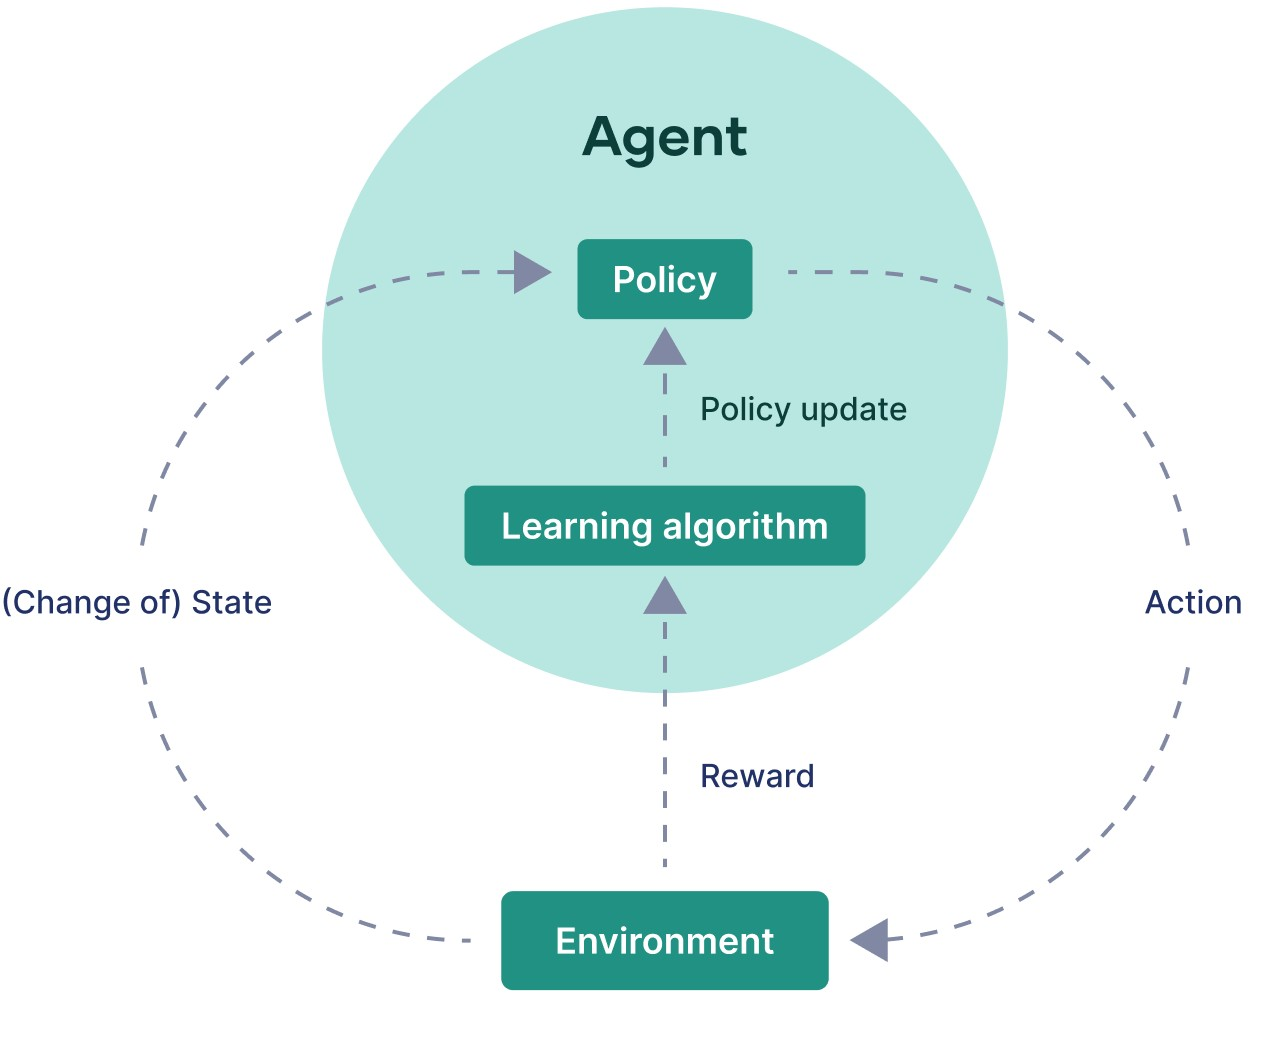 Agent
Policy
Policy update
Learning algorithm
(Change of) State
Action
Reward
Environment